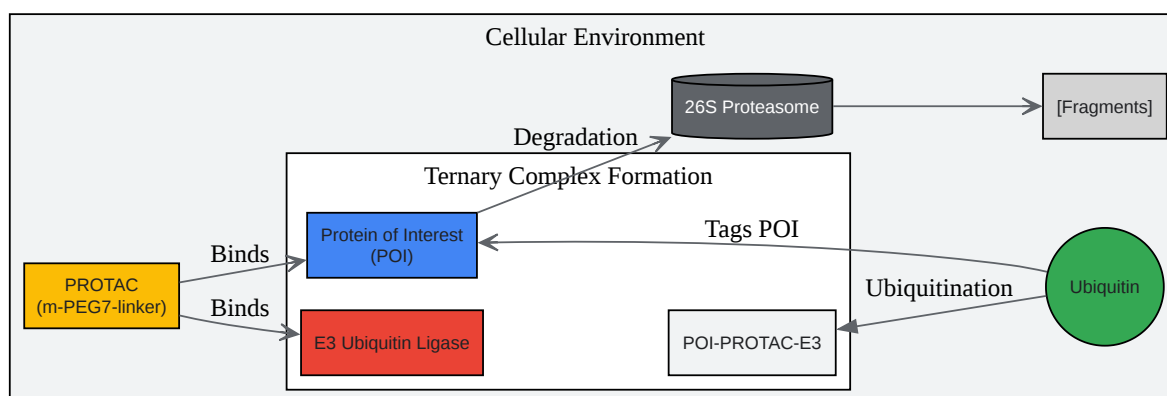 Cellular Environment
26S Proteasome
[Fragments]
Degradation
Ternary Complex Formation
Protein of Interest
(POI)
Tags POI
Binds
PROTAC
(m-PEG7-linker)
Binds
Ubiquitination
Ubiquitin
E3 Ubiquitin Ligase
POI-PROTAC-E3